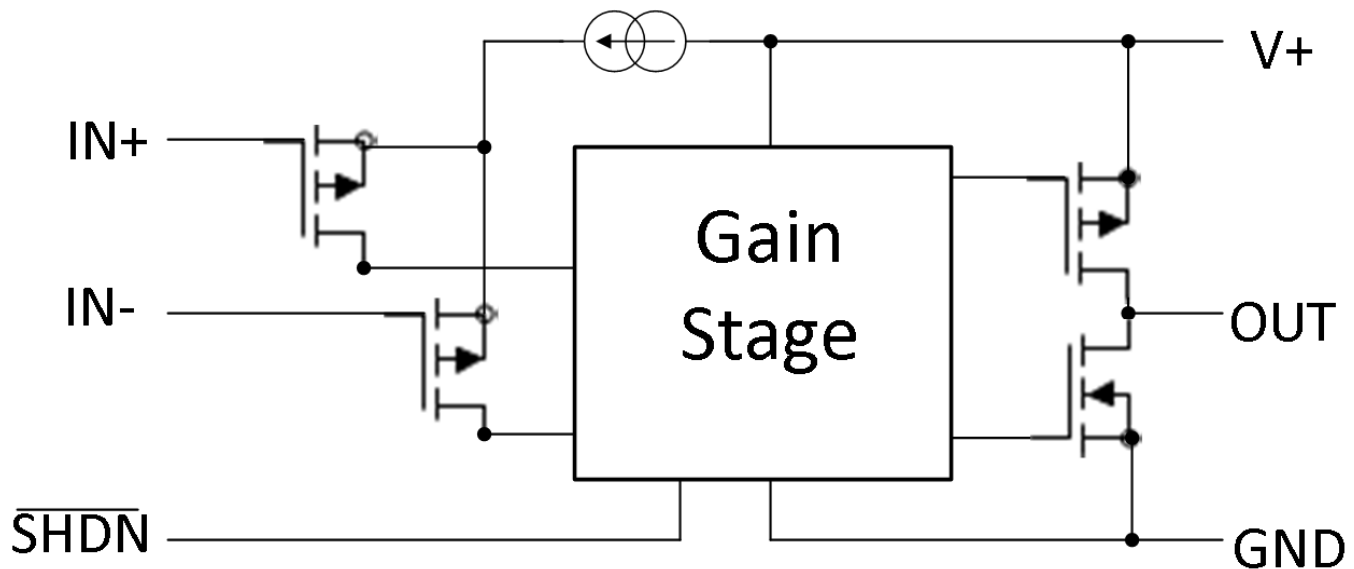 V+
IN+
Gain
Stage
IN-
OUT
SHDN
GND